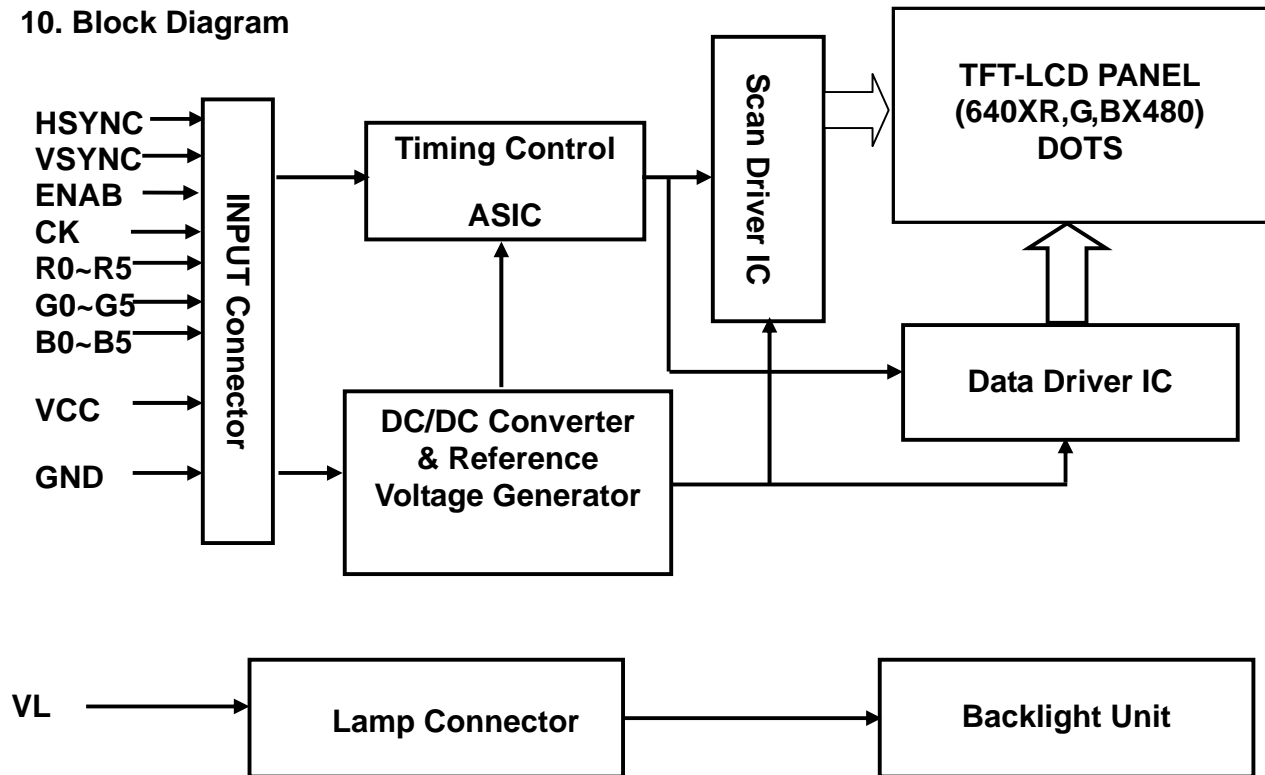 10. Block Diagram
HSYNC
VSYNC
ENAB
CK
R0~R5
G0~G5
B0~B5
VCC
GND
INPUT Connector
Timing Control
ASIC
DC/DC Converter
& Reference
Voltage Generator
Scan Driver IC
TFT-LCD PANEL
(640XR,G,BX480)
DOTS
Data Driver IC
VL
Lamp Connector
Backlight Unit